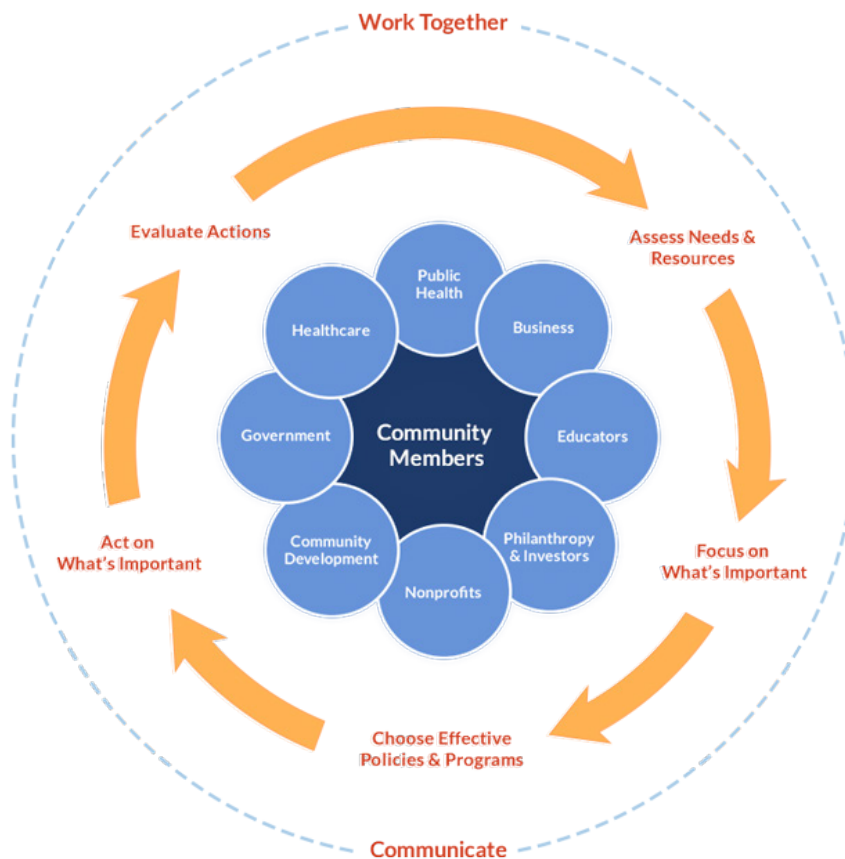 Work Together
Evaluate Actions
Assess Needs &
Resources
Public
Health
Healthcare
Business
Government
Community
Members
Educators
Community
Development
Philanthropy
& Investors
Nonprofits
Act on
What's Important
Focus on
What's Important
Choose Effective
Policies & Programs
Communicate